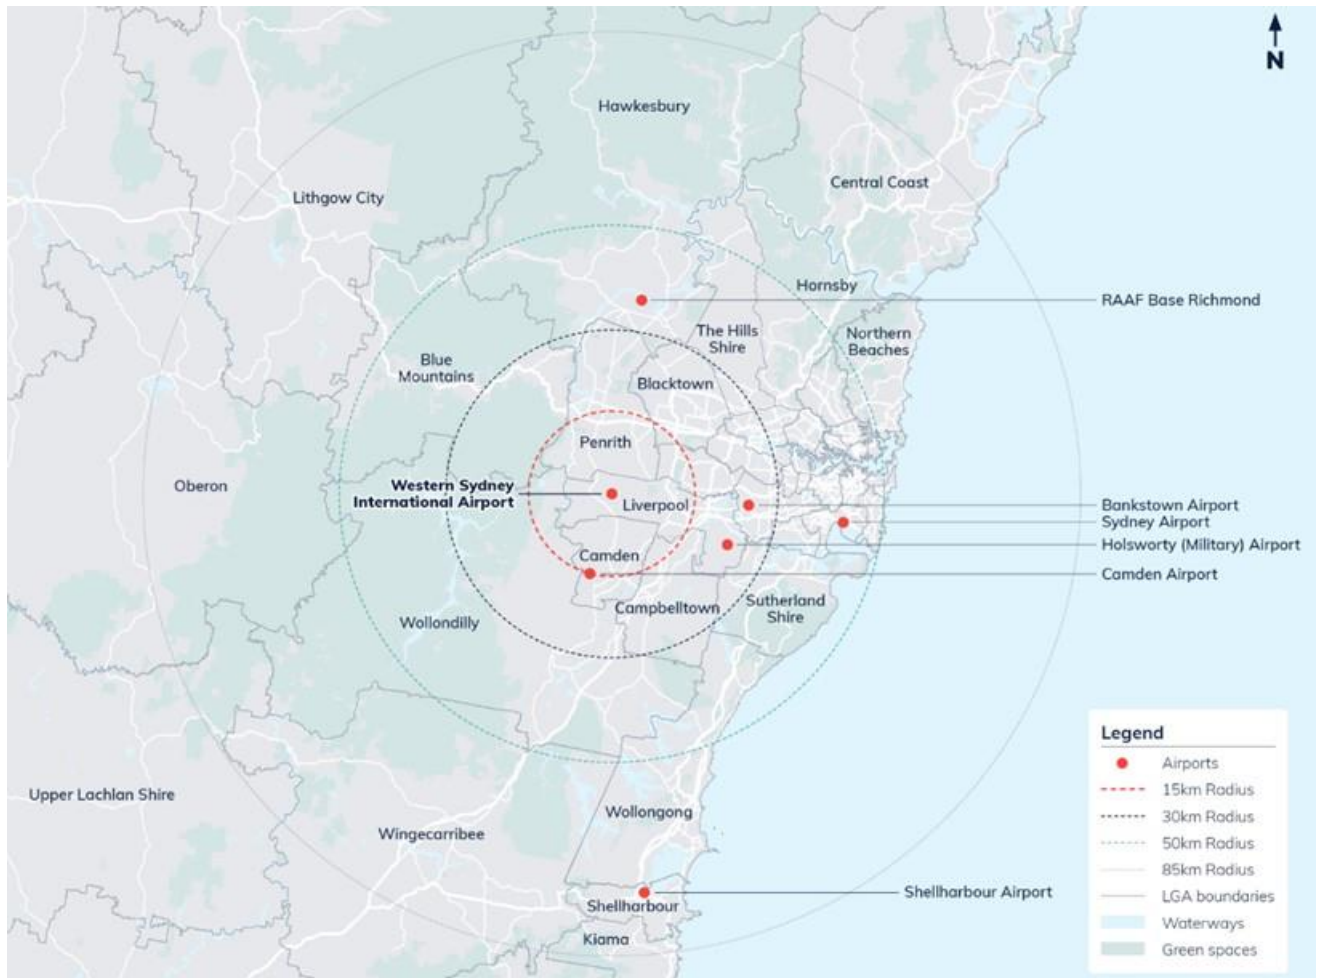 N
Hawkesbury
Central Coast
Lithgow City
Hornsby
RAAF Base Richmond
The Hills
Shire
Northern
Beaches
Blue
Mountains
Blacktown
Penrith
Western Sydney
International Airport
Oberon
Liverpool
Bankstown Airport
Sydney Airport
Holsworty (Military) Airport
Camden
Camden Airport
Campbelltown
Sutherland
Shire
Wollondilly
Upper Lachlan Shire
Wollongong
Wingecarribee
Shellharbour Airport
Shellharbour
Kiama
Legend
Airports
15km Radius
30km Radius
50km Radius
85km Radius
LGA boundaries
Waterways
Green spaces